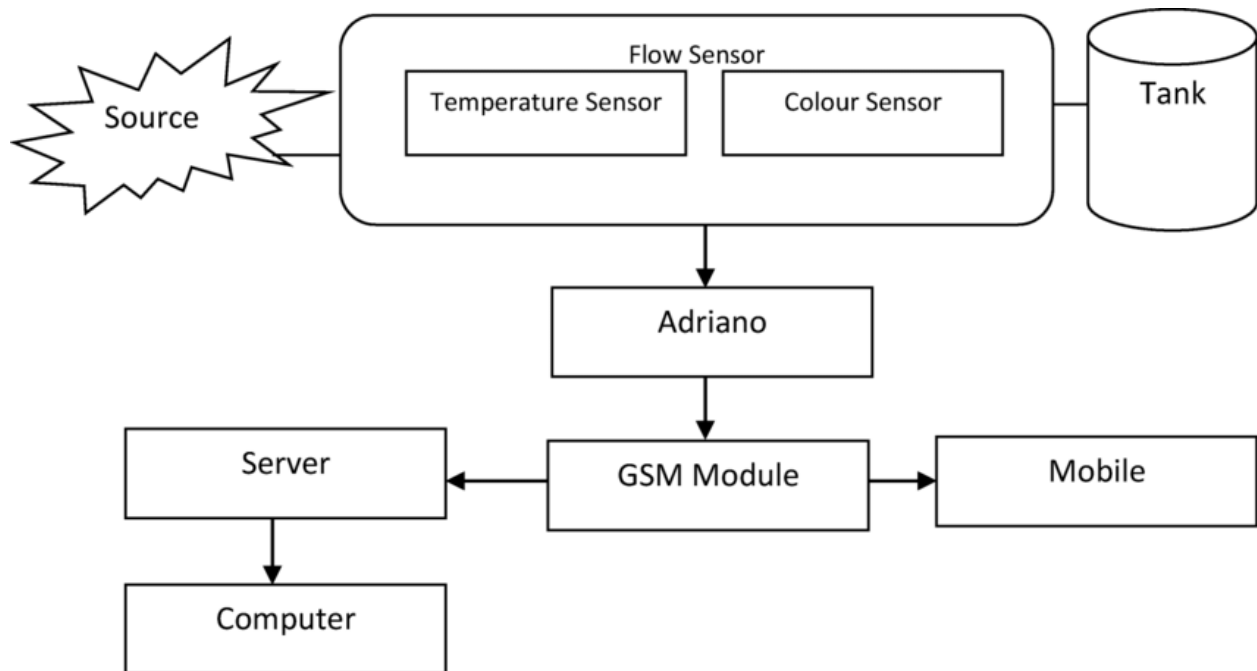 Flow Sensor
Source
Temperature Sensor
Colour Sensor
Tank
Adriano
Server
GSM Module
Mobile
Computer